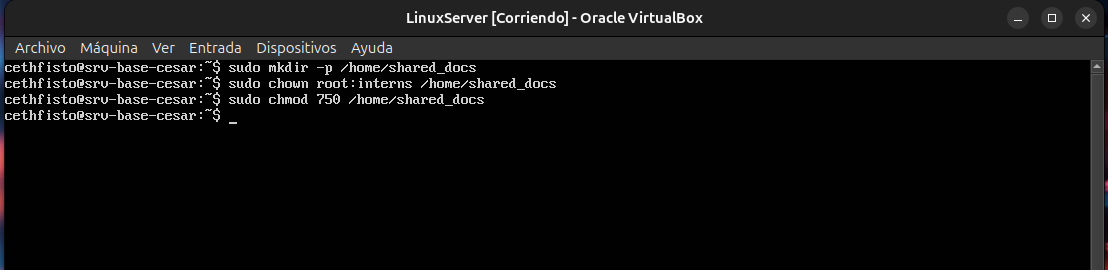 LinuxServer [Corriendo] - Oracle VirtualBox
Archivo Máquina Ver Entrada Dispositivos Ayuda
cethfisto@srv-base-cesar:~$ sudo mkdir -p /home/shared_docs
cethfisto@srv-base-cesar:~$ sudo chown root:interns /home/shared_docs
cethfisto@srv-base-cesar:~$ sudo chmod 750 /home/shared_docs
cethfisto@srv-base-cesar:~$ _